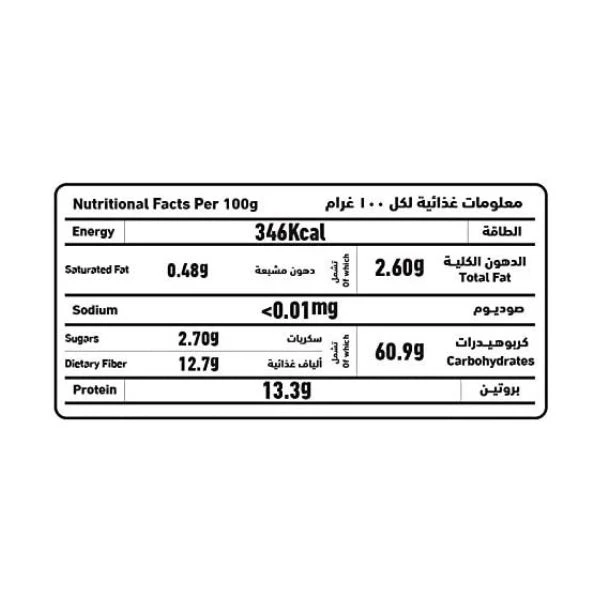 Nutritional Facts Per 100g معلومات غذائية لكل ١٠٠ غرام
Energy 346Kcal الطاقة
Saturated Fat 0.48g دهون مشبعة تشمل Of which 2.60g الدهون الكلية Total Fat
Sodium <0.01mg صوديوم
Sugars 2.70g سكريات
Dietary Fiber 12.7g ألياف غذائية تشمل Of which 60.9g كربوهيدرات Carbohydrates
Protein 13.3g بروتين